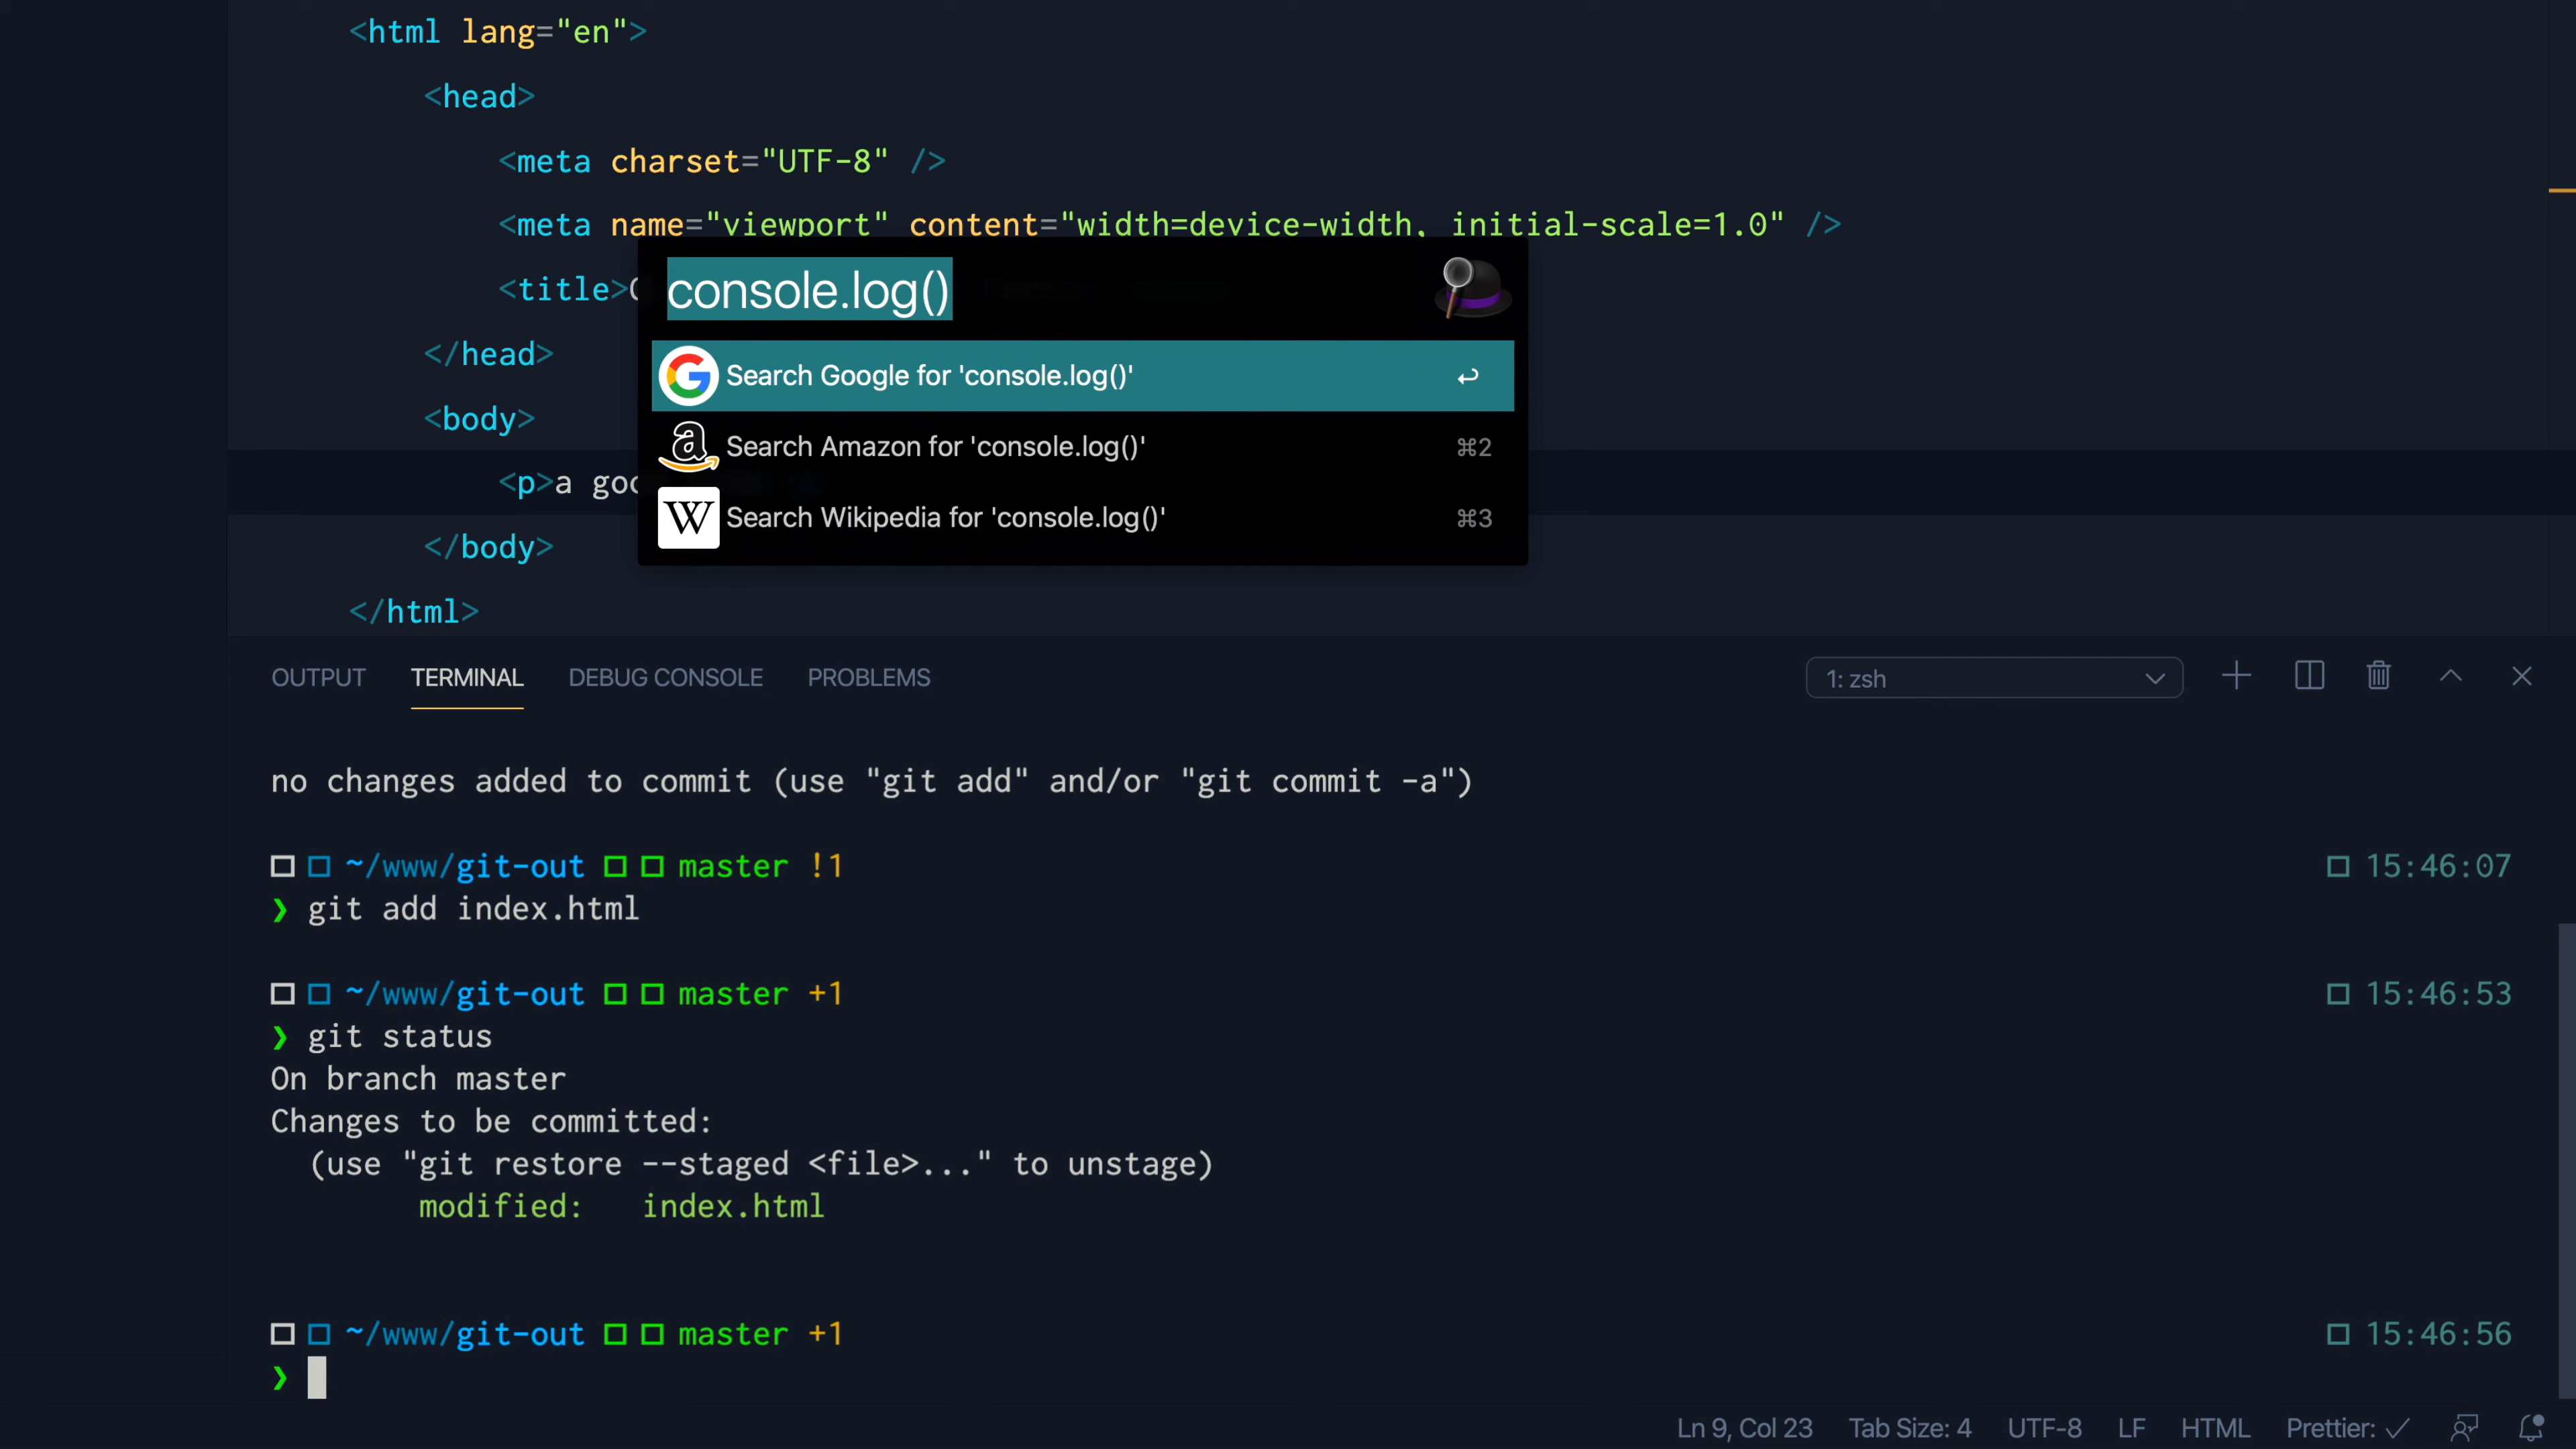 <html lang="en">
<head>
<meta charset="UTF-8" />
<meta name="viewport" content="width=device-width, initial-scale=1.0" />
<title>
</head>
<body>
<p>a
</body>
</html>
console.log()
Search Google for 'console.log()'
Search Amazon for 'console.log()' ⌘2
Search Wikipedia for 'console.log()' ⌘3
OUTPUT TERMINAL DEBUG CONSOLE PROBLEMS 1: zsh
no changes added to commit (use "git add" and/or "git commit -a")
~/www/git-out master !1 15:46:07
❯ git add index.html
~/www/git-out master +1 15:46:53
❯ git status
On branch master
Changes to be committed:
(use "git restore --staged <file>..." to unstage)
modified: index.html
~/www/git-out master +1 15:46:56
❯
Ln 9, Col 23 Tab Size: 4 UTF-8 LF HTML Prettier: ✓